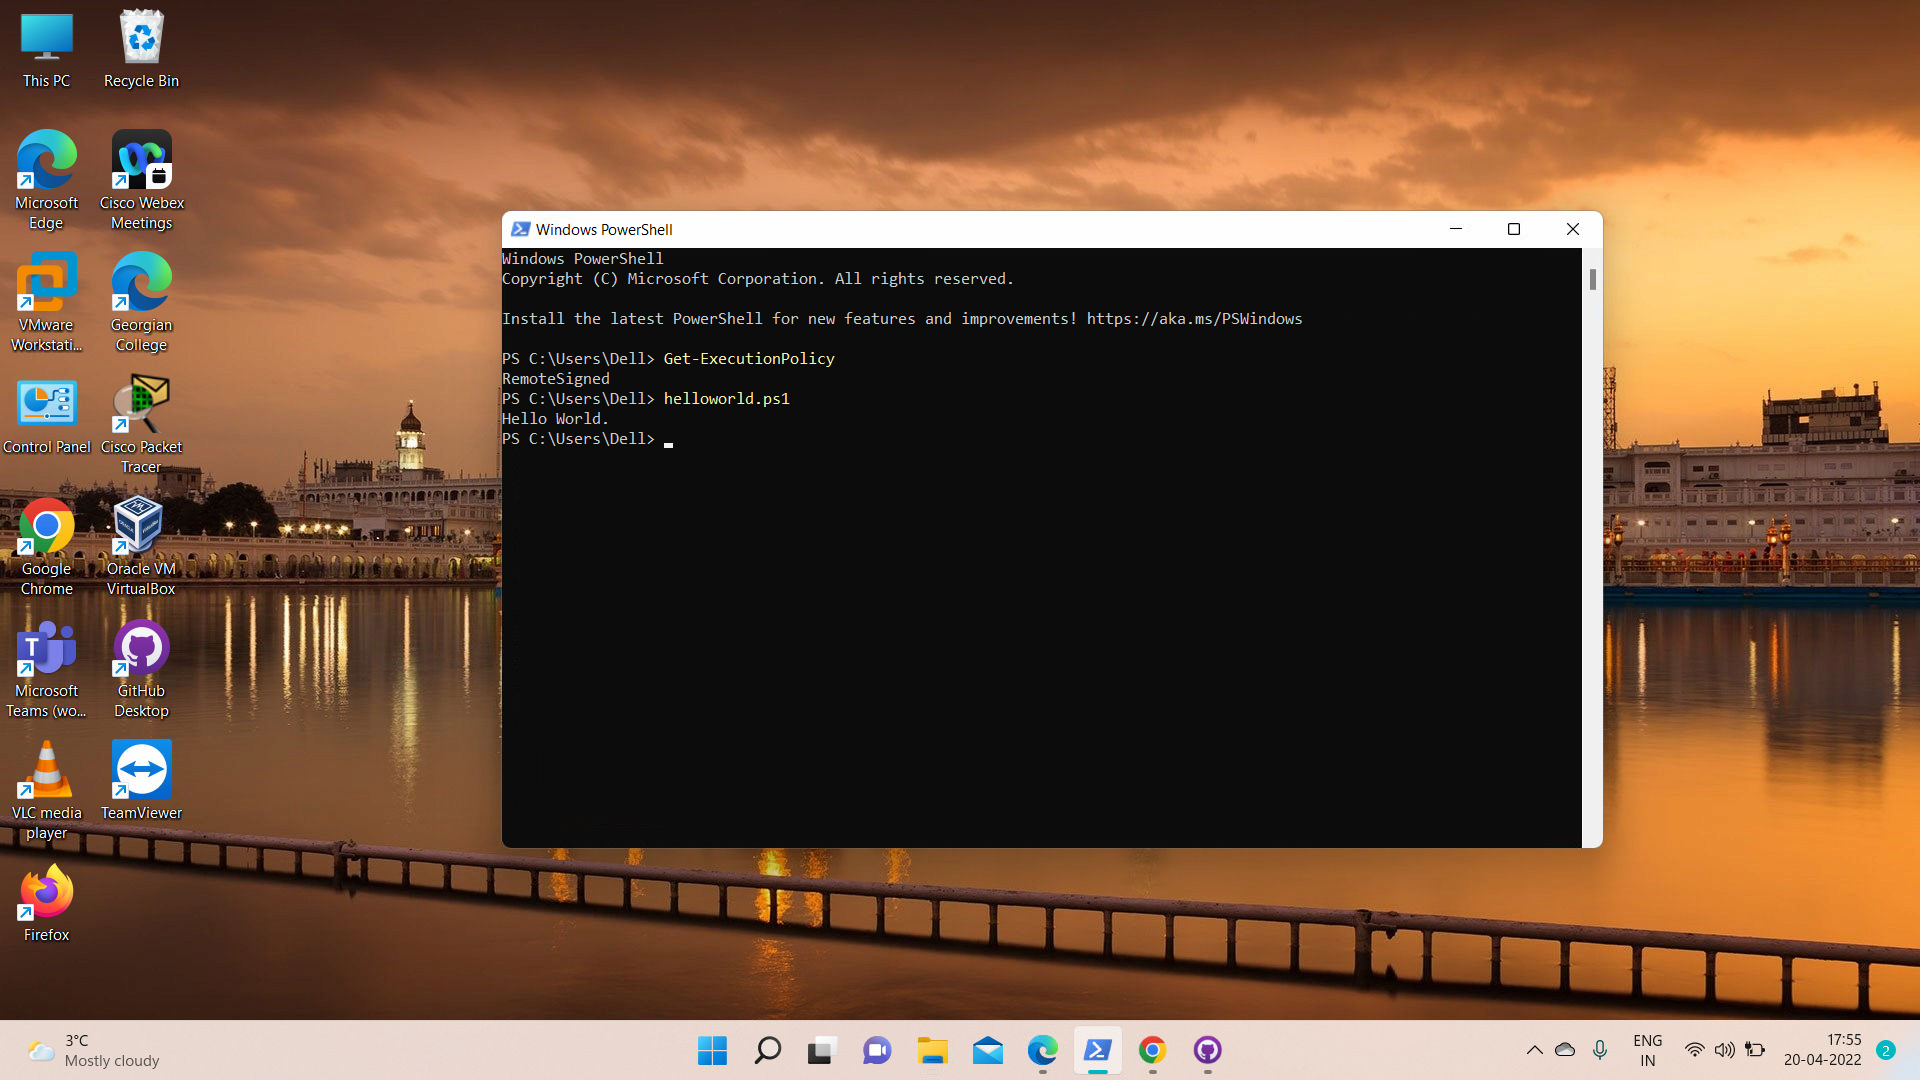 This PC
Recycle Bin
Microsoft
Edge
Cisco Webex
Meetings
VMware
Workstati...
Georgian
College
Control Panel
Cisco Packet
Tracer
Google
Chrome
Oracle VM
VirtualBox
Microsoft
Teams (wo...
GitHub
Desktop
VLC media
player
TeamViewer
Firefox
Windows PowerShell
Windows PowerShell
Copyright (C) Microsoft Corporation. All rights reserved.
Install the latest PowerShell for new features and improvements! https://aka.ms/PSWindows
PS C:\Users\Dell> Get-ExecutionPolicy
RemoteSigned
PS C:\Users\Dell> helloworld.ps1
Hello World.
PS C:\Users\Dell>
3°C
Mostly cloudy
ENG
IN
17:55
20-04-2022
2